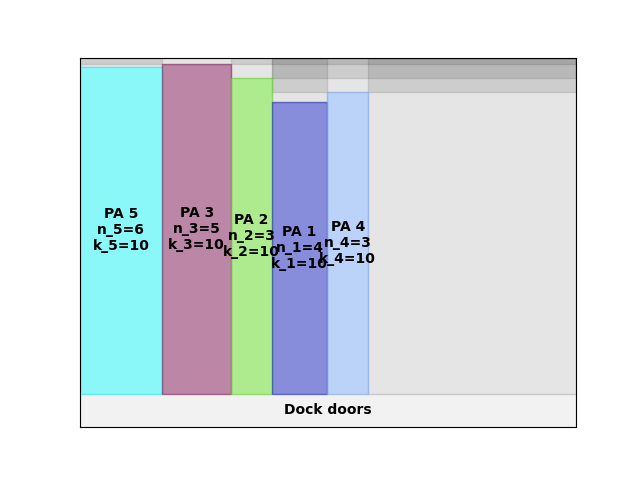 PA 5
n_5=6
k_5=10
PA 3
n_3=5
k_3=10
PA 2
n_2=3
k_2=10
PA 1
n_1=4
k_1=10
PA 4
n_4=3
k_4=10
Dock doors